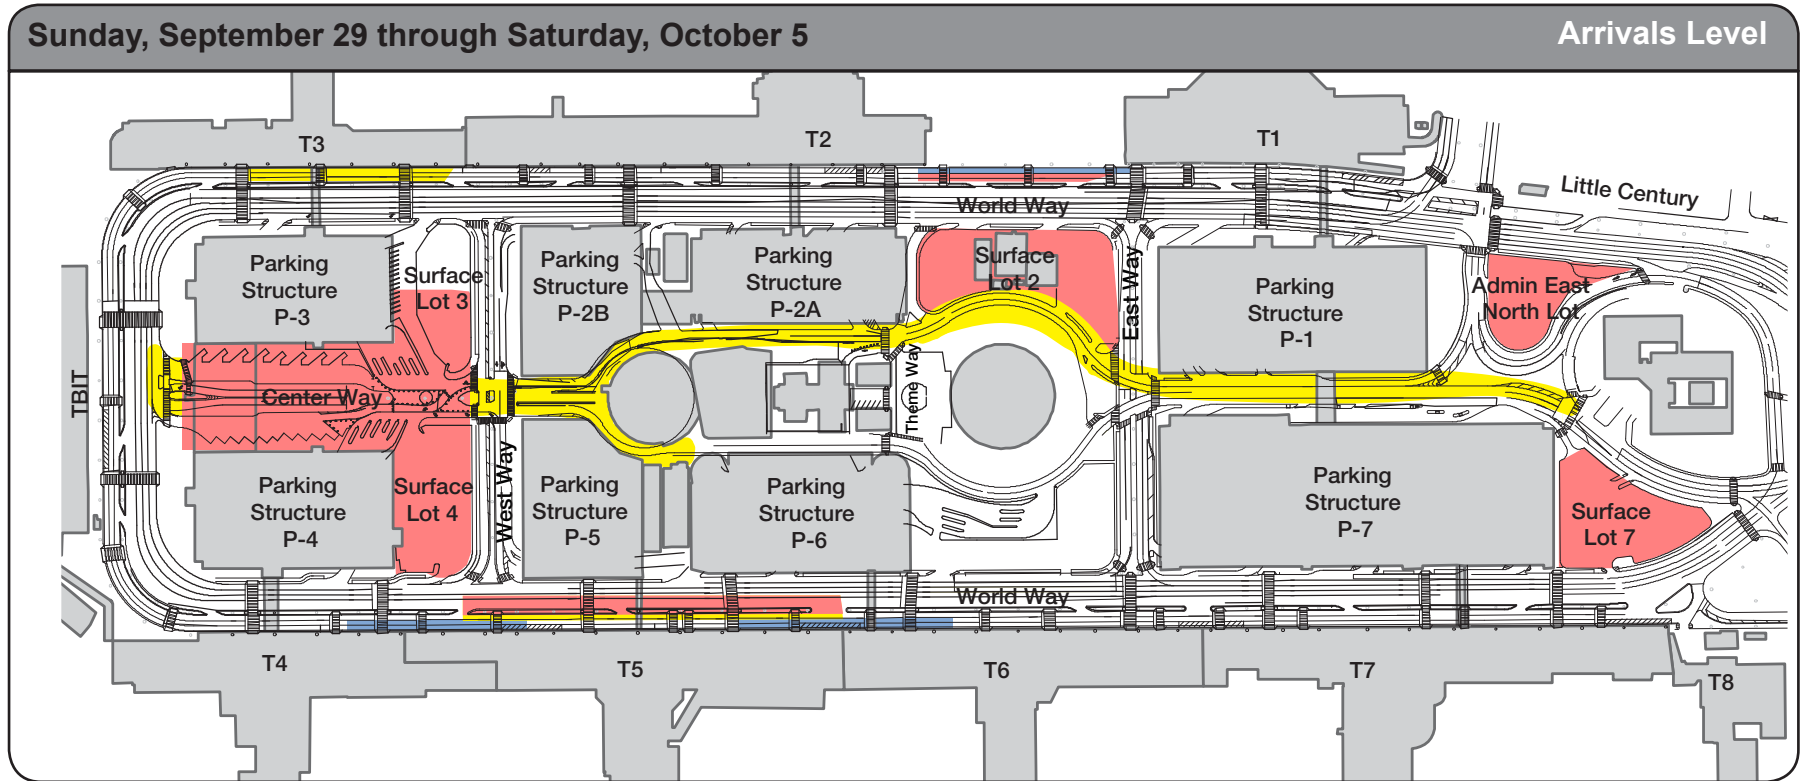 Sunday, September 29 through Saturday, October 5
Arrivals Level
T3
T2
T1
Little Century
World Way
Parking
Structure
P-3
Surface
Lot 3
Parking
Structure
P-2B
Parking
Structure
P-2A
Surface
Lot 2
East Way
Parking
Structure
P-1
Admin East
North Lot
TBIT
Center Way
Theme Way
West Way
Parking
Structure
P-4
Surface
Lot 4
Parking
Structure
P-5
Parking
Structure
P-6
Parking
Structure
P-7
Surface
Lot 7
World Way
T4
T5
T6
T7
T8